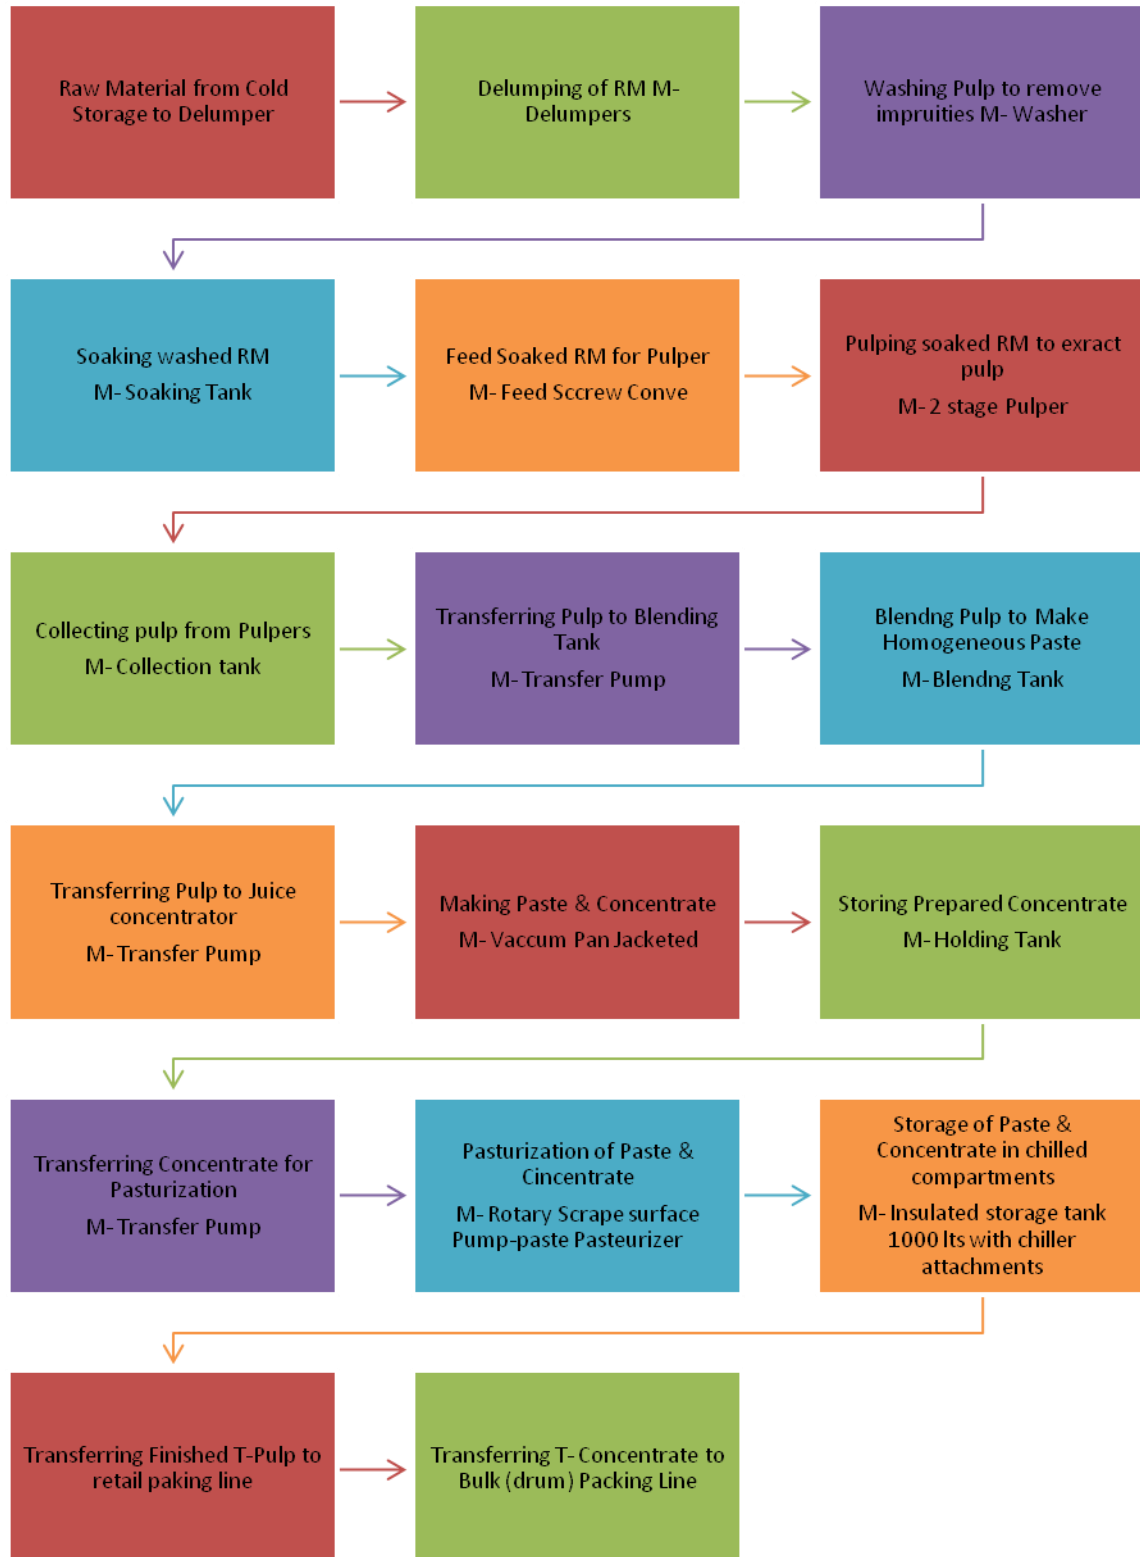 Raw Material from Cold
Storage to Delumper
Delumping of RM M-
Delumpers
Washing Pulp to remove
impruities M- Washer
Soaking washed RM
M- Soaking Tank
Feed Soaked RM for Pulper
M- Feed Sccrew Conve
Pulping soaked RM to exract
pulp
M- 2 stage Pulper
Collecting pulp from Pulpers
M- Collection tank
Transferring Pulp to Blending
Tank
M- Transfer Pump
Blendng Pulp to Make
Homogeneous Paste
M- Blendng Tank
Transferring Pulp to Juice
concentrator
M- Transfer Pump
Making Paste & Concentrate
M- Vaccum Pan Jacketed
Storing Prepared Concentrate
M- Holding Tank
Transferring Concentrate for
Pasturization
M- Transfer Pump
Pasturization of Paste &
Cincentrate
M- Rotary Scrape surface
Pump-paste Pasteurizer
Storage of Paste &
Concentrate in chilled
compartments
M- Insulated storage tank
1000 lts with chiller
attachments
Transferring Finished T-Pulp to
retail paking line
Transferring T- Concentrate to
Bulk (drum) Packing Line